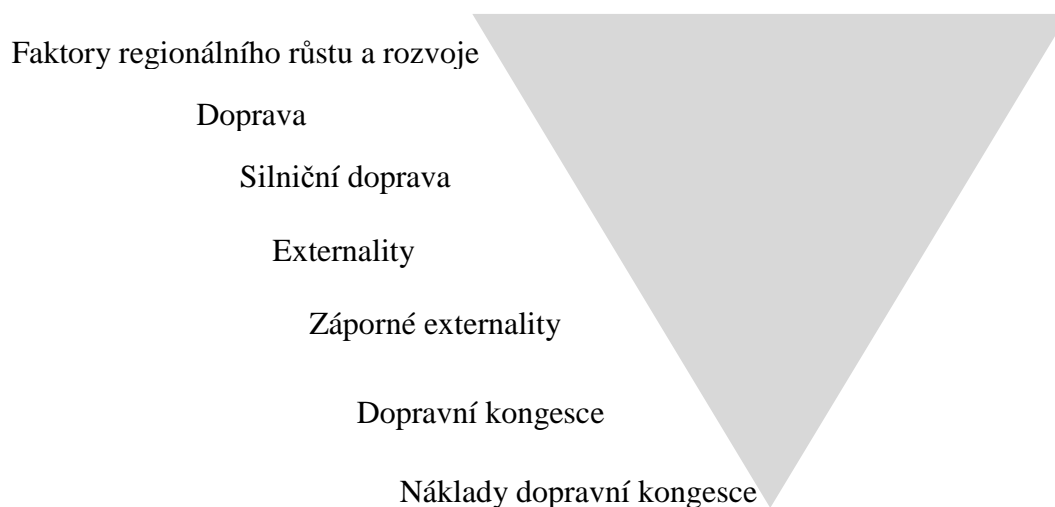 Faktory regionálního růstu a rozvoje
Doprava
Silniční doprava
Externality
Záporné externality
Dopravní kongesce
Náklady dopravní kongesce